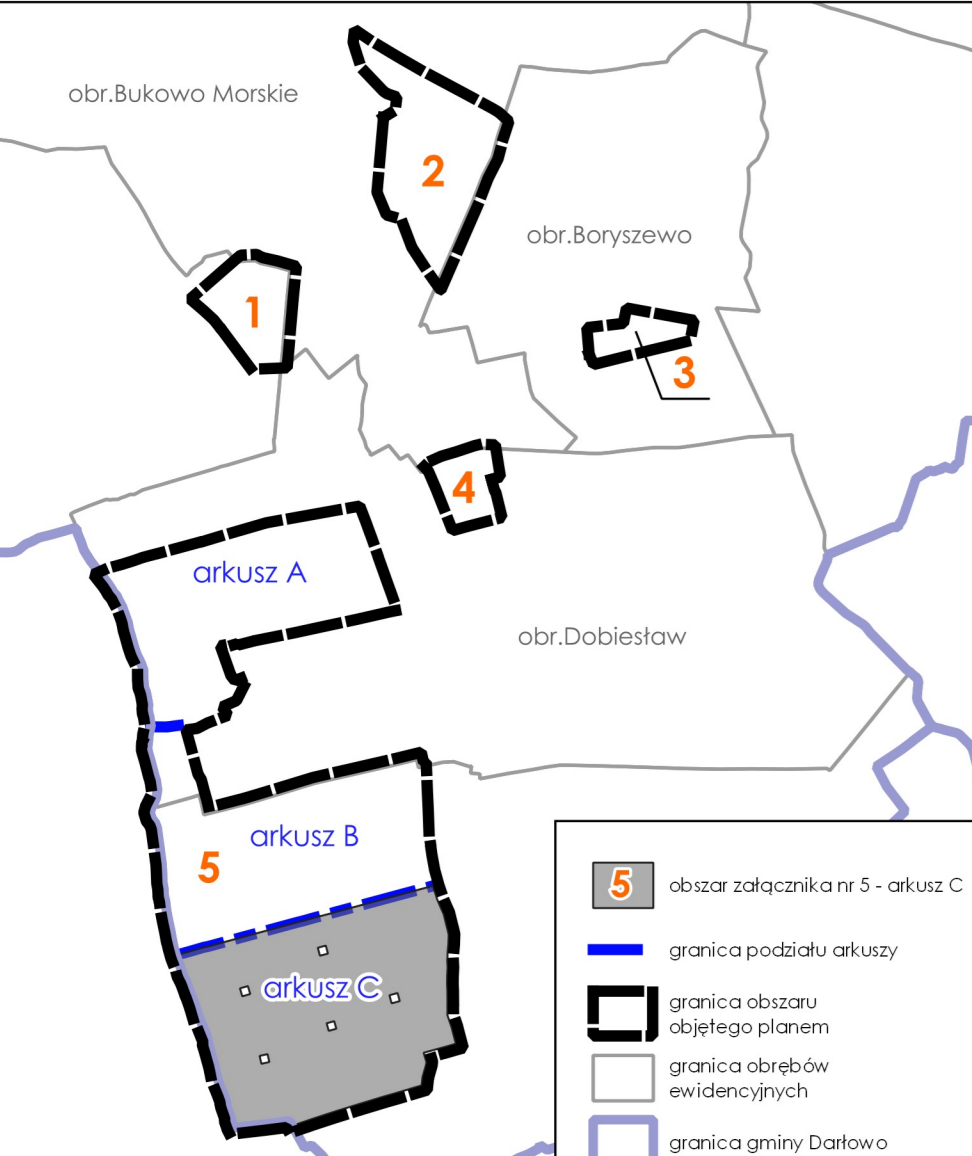 obr.Bukowo Morskie
2
obr.Boryszewo
1
3
4
arkusz A
obr.Dobiesław
arkusz B
5
arkusz C
5 obszar załącznika nr 5 - arkusz C
granica podziału arkuszy
granica obszaru
objętego planem
granica obrębów
ewidencyjnych
granica gminy Darłowo